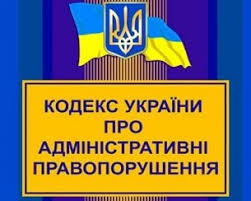 КОДЕКС УКРАЇНИ
ПРО
АДМІНІСТРАТИВНІ
ПРАВОПОРУШЕННЯ